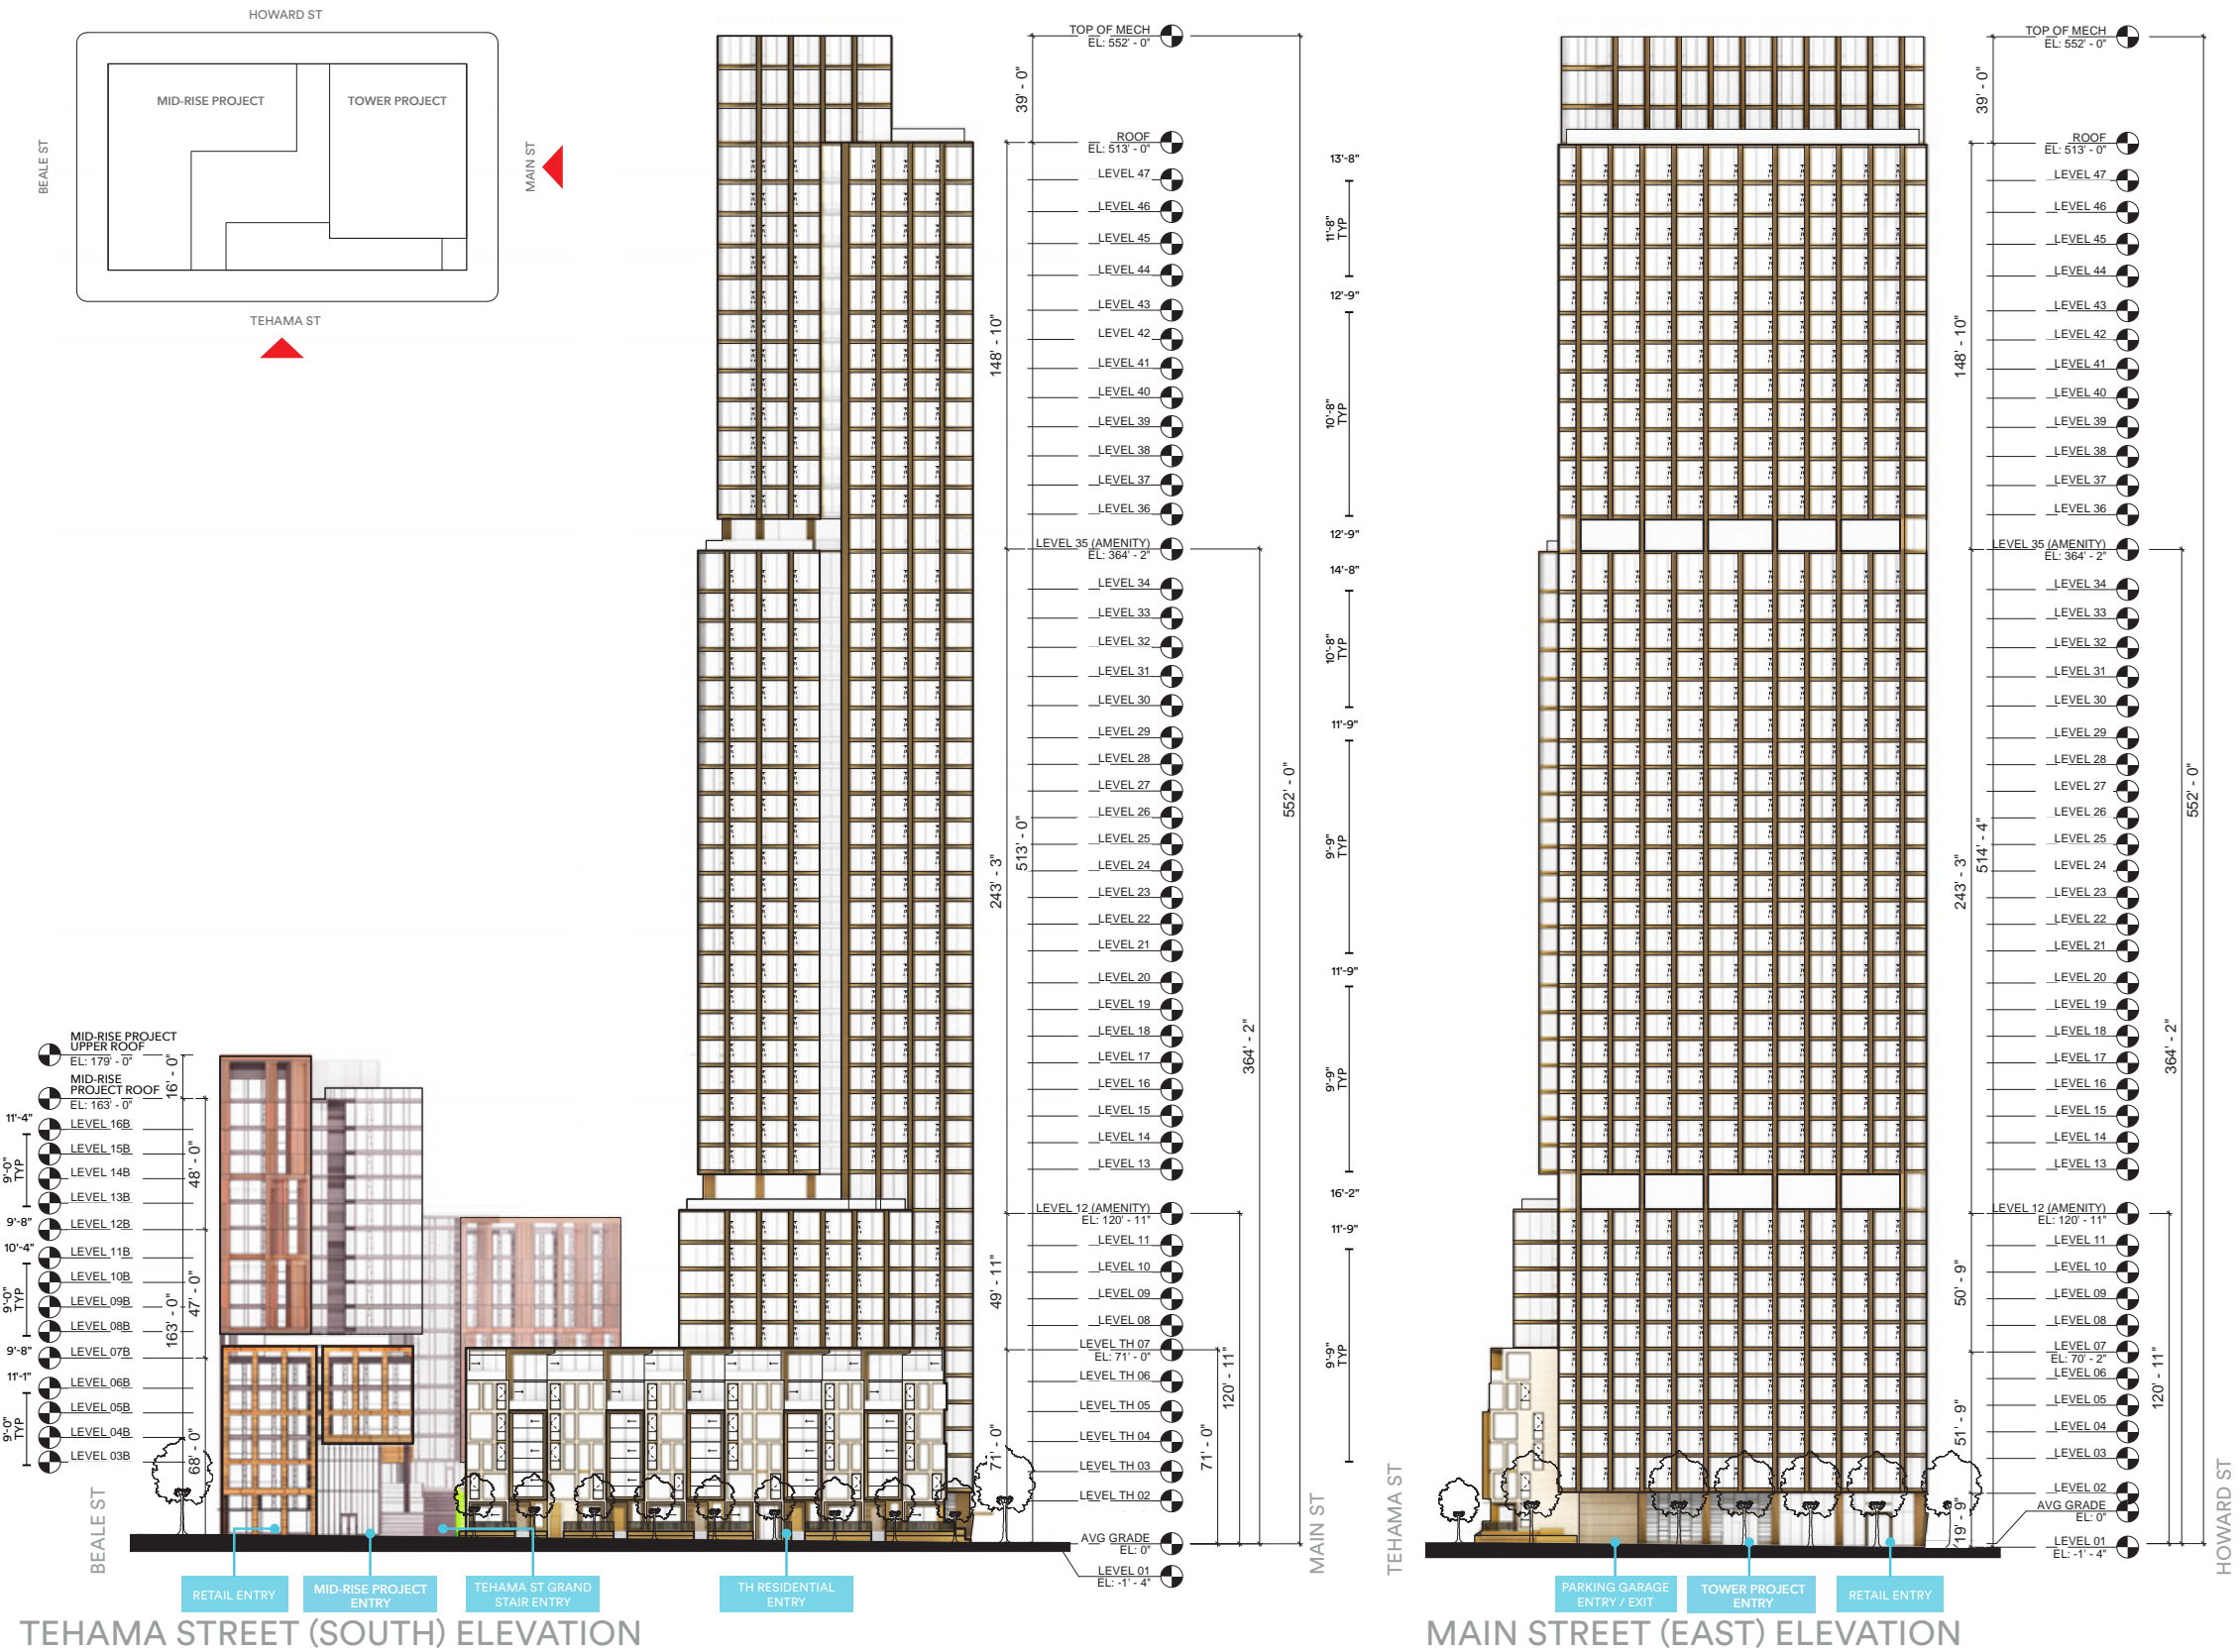 HOWARD ST
MID-RISE PROJECT
TOWER PROJECT
BEALE ST
MAIN ST
TEHAMA ST
MID-RISE PROJECT
UPPER ROOF
EL: 179' - 0"
MID-RISE
PROJECT ROOF
EL: 163' - 0"
LEVEL 16B
LEVEL 15B
LEVEL 14B
LEVEL 13B
LEVEL 12B
LEVEL 11B
LEVEL 10B
LEVEL 09B
LEVEL 08B
LEVEL 07B
LEVEL 06B
LEVEL 05B
LEVEL 04B
LEVEL 03B
11'-4"
9'-0"
TYP
9'-8"
10'-4"
9'-0"
TYP
9'-8"
11'-1"
9'-0"
TYP
16' - 0"
48' - 0"
47' - 0"
163' - 0"
68' - 0"
BEALE ST
TOP OF MECH
EL: 552' - 0"
ROOF
EL: 513' - 0"
LEVEL 47
LEVEL 46
LEVEL 45
LEVEL 44
LEVEL 43
LEVEL 42
LEVEL 41
LEVEL 40
LEVEL 39
LEVEL 38
LEVEL 37
LEVEL 36
LEVEL 35 (AMENITY)
EL: 364' - 2"
LEVEL 34
LEVEL 33
LEVEL 32
LEVEL 31
LEVEL 30
LEVEL 29
LEVEL 28
LEVEL 27
LEVEL 26
LEVEL 25
LEVEL 24
LEVEL 23
LEVEL 22
LEVEL 21
LEVEL 20
LEVEL 19
LEVEL 18
LEVEL 17
LEVEL 16
LEVEL 15
LEVEL 14
LEVEL 13
LEVEL 12 (AMENITY)
EL: 120' - 11"
LEVEL 11
LEVEL 10
LEVEL 09
LEVEL 08
LEVEL TH 07
EL: 71' - 0"
LEVEL TH 06
LEVEL TH 05
LEVEL TH 04
LEVEL TH 03
LEVEL TH 02
AVG GRADE
EL: 0"
LEVEL 01
EL: -1' - 4"
39' - 0"
148' - 10"
513' - 0"
243' - 3"
552' - 0"
364' - 2"
49' - 11"
120' - 11"
71' - 0"
71' - 0"
MAIN ST
RETAIL ENTRY
MID-RISE PROJECT
ENTRY
TEHAMA ST GRAND
STAIR ENTRY
TH RESIDENTIAL
ENTRY
TEHAMA STREET (SOUTH) ELEVATION
13'-8"
11'-8"
TYP
12'-9"
10'-8"
TYP
12'-9"
14'-8"
10'-8"
TYP
11'-9"
9'-9"
TYP
11'-9"
9'-9"
TYP
16'-2"
11'-9"
9'-9"
TYP
TEHAMA ST
TOP OF MECH
EL: 552' - 0"
ROOF
EL: 513' - 0"
LEVEL 47
LEVEL 46
LEVEL 45
LEVEL 44
LEVEL 43
LEVEL 42
LEVEL 41
LEVEL 40
LEVEL 39
LEVEL 38
LEVEL 37
LEVEL 36
LEVEL 35 (AMENITY)
EL: 364' - 2"
LEVEL 34
LEVEL 33
LEVEL 32
LEVEL 31
LEVEL 30
LEVEL 29
LEVEL 28
LEVEL 27
LEVEL 26
LEVEL 25
LEVEL 24
LEVEL 23
LEVEL 22
LEVEL 21
LEVEL 20
LEVEL 19
LEVEL 18
LEVEL 17
LEVEL 16
LEVEL 15
LEVEL 14
LEVEL 13
LEVEL 12 (AMENITY)
EL: 120' - 11"
LEVEL 11
LEVEL 10
LEVEL 09
LEVEL 08
LEVEL 07
EL: 70' - 2"
LEVEL 06
LEVEL 05
LEVEL 04
LEVEL 03
LEVEL 02
AVG GRADE
EL: 0"
LEVEL 01
EL: -1' - 4"
39' - 0"
148' - 10"
514' - 4"
243' - 3"
552' - 0"
364' - 2"
50' - 9"
120' - 11"
51' - 9"
19' - 9"
HOWARD ST
PARKING GARAGE
ENTRY / EXIT
TOWER PROJECT
ENTRY
RETAIL ENTRY
MAIN STREET (EAST) ELEVATION